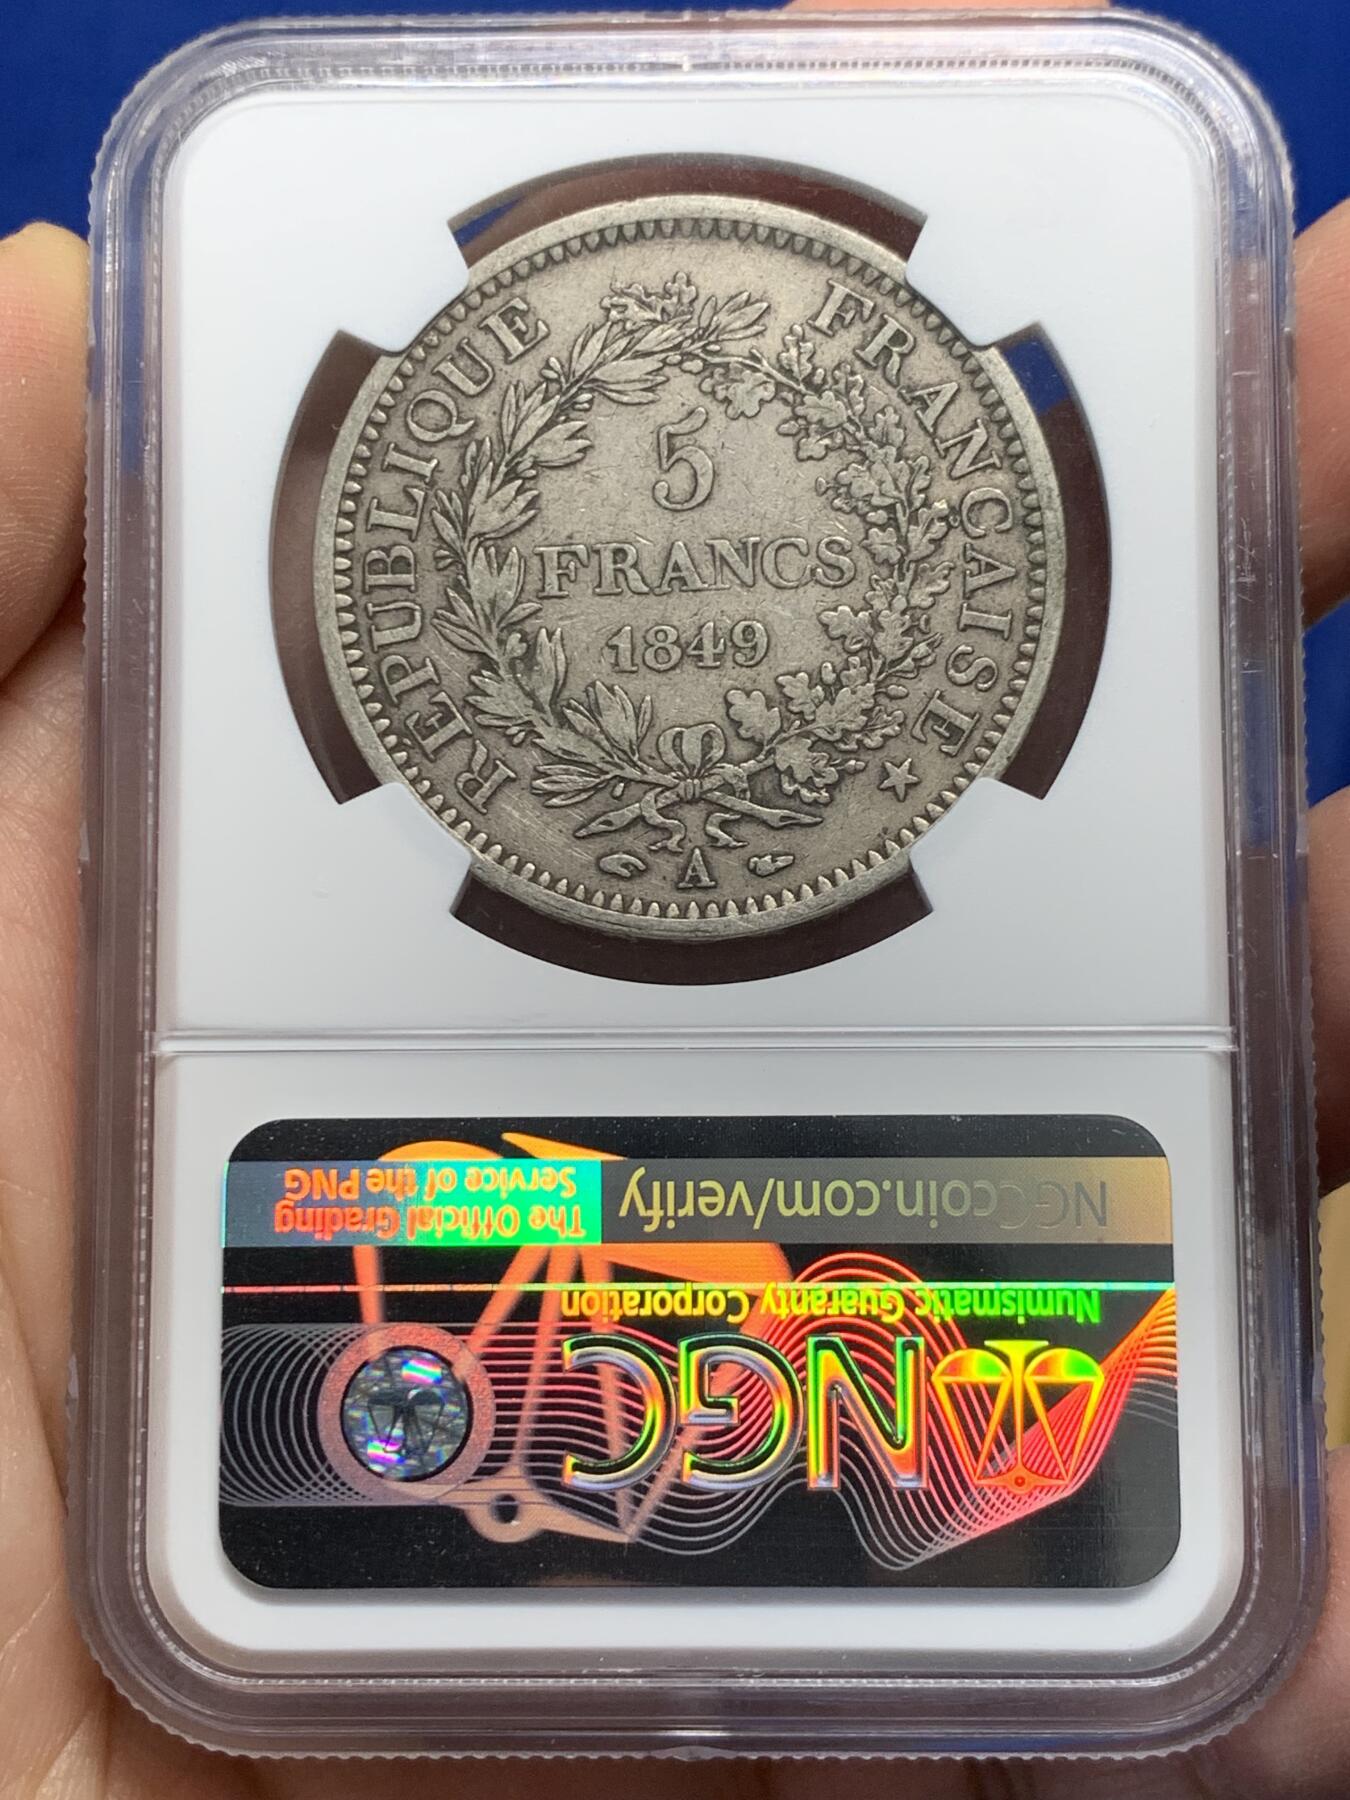 REPUBLIQUE FRANCAISE
5
FRANCS
1849
A
NGCcoin.com/verify
The Official Grading
Service of the PNG
Numismatic Guaranty Corporation
NGC